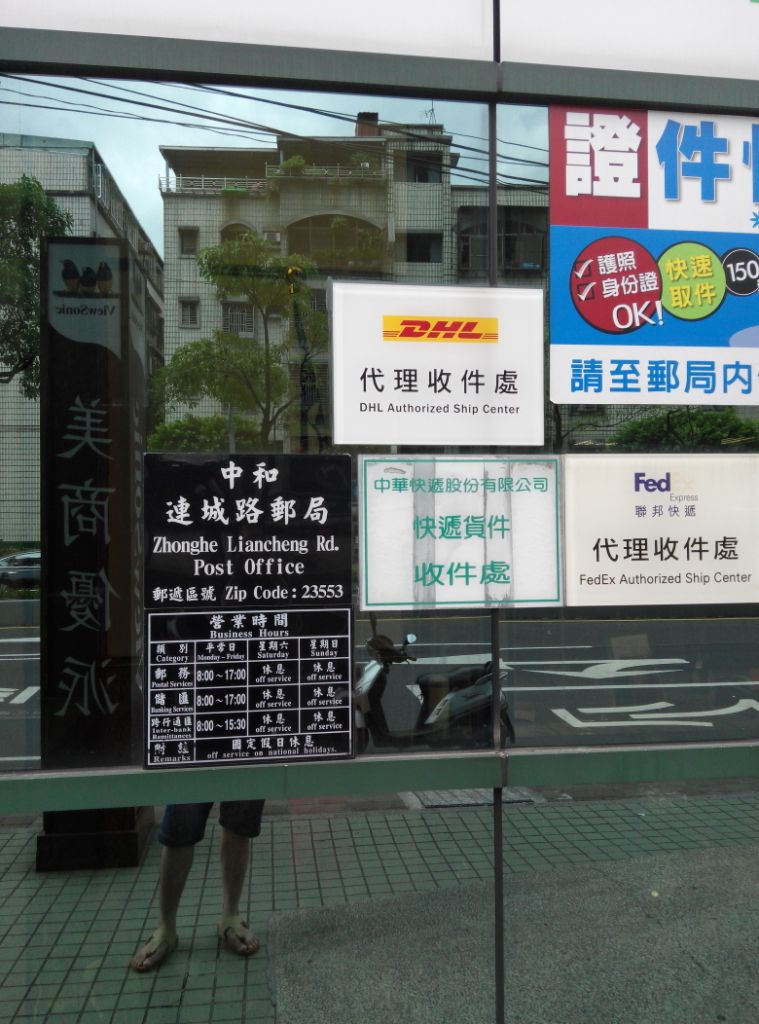 證件快
護照
身份證
OK!
快速
取件
150
請至郵局內
DHL
代理收件處
DHL Authorized Ship Center
中和
連城路郵局
Zhonghe Liancheng Rd.
Post Office
郵遞區號 Zip Code : 23553
營業時間
Business Hours
類別 平常日 星期六 星期日
Category Monday - Friday Saturday Sunday
郵務 8:00~17:00 休息 休息
Postal Services off service off service
儲匯 8:00~17:00 休息 休息
Banking Services off service off service
跨行通匯 8:00~15:30 休息 休息
Inter-bank Remittances off service off service
附註 國定假日休息
Remarks off service on national holidays.
中華快遞股份有限公司
快遞貨件
收件處
FedEx
Express
聯邦快遞
代理收件處
FedEx Authorized Ship Center
ViewSonic
美商優派